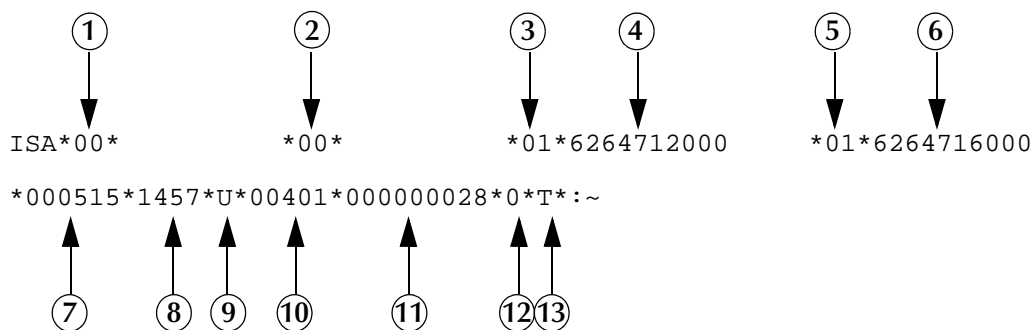 1 2 3 4 5 6
ISA*00*          *00*          *01*6264712000     *01*6264716000
*000515*1457*U*00401*000000028*0*T*:~
7 8 9 10 11 12 13